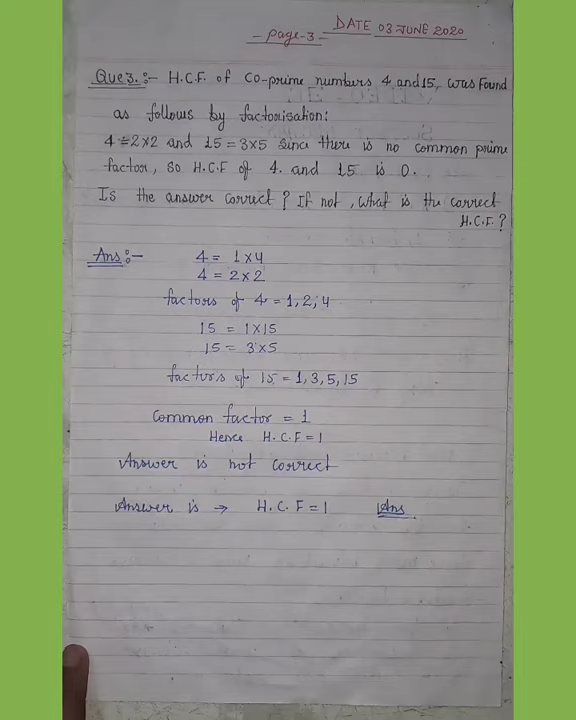 - Page-3 -
DATE 03 JUNE 2020
Que3.:- H.C.F. of Co-prime numbers 4 and 15, was found
as follows by factorisation:
4 = 2×2 and 15 = 3×5 since there is no common prime
factor, so H.C.F of 4 and 15 is 0.
Is the answer correct? If not, what is the correct
H.C.F.?
Ans:-
4 = 1×4
4 = 2×2
factors of 4 = 1, 2, 4
15 = 1×15
15 = 3×5
factors of 15 = 1, 3, 5, 15
Common factor = 1
Hence H.C.F = 1
Answer is not correct
Answer is → H.C.F = 1 Ans